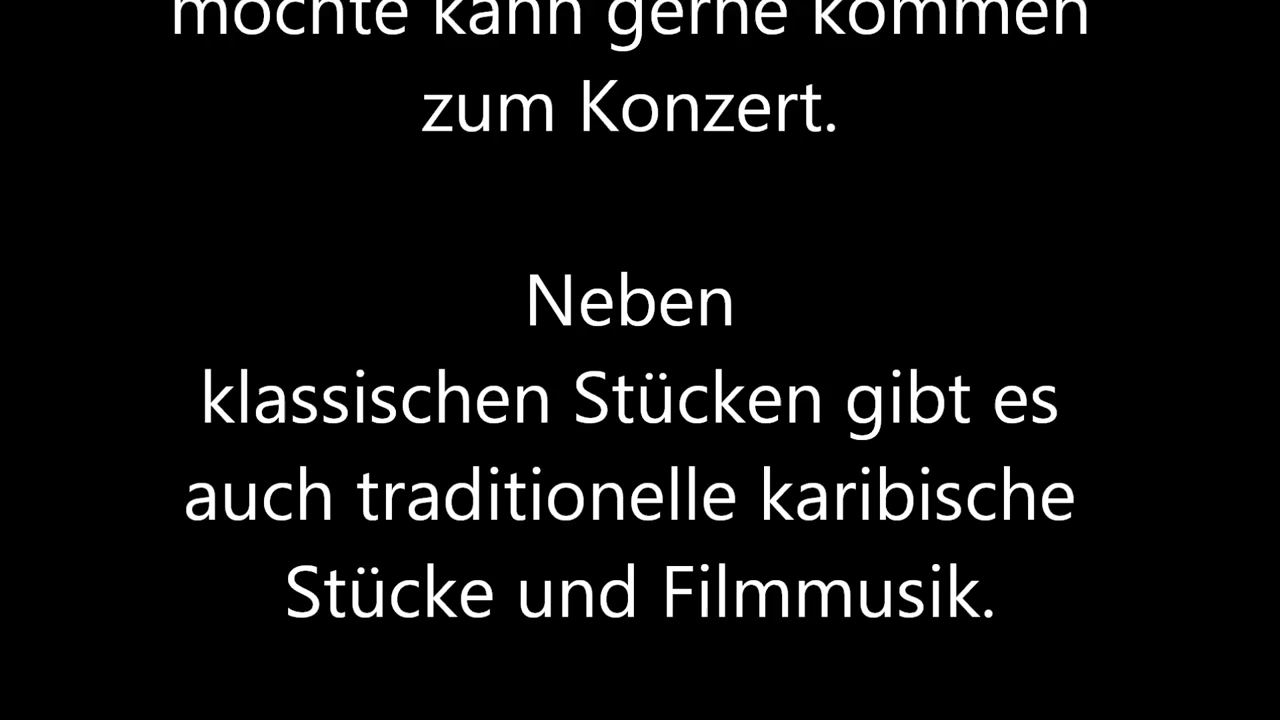 möchte kann gerne kommen
zum Konzert.
Neben
klassischen Stücken gibt es
auch traditionelle karibische
Stücke und Filmmusik.